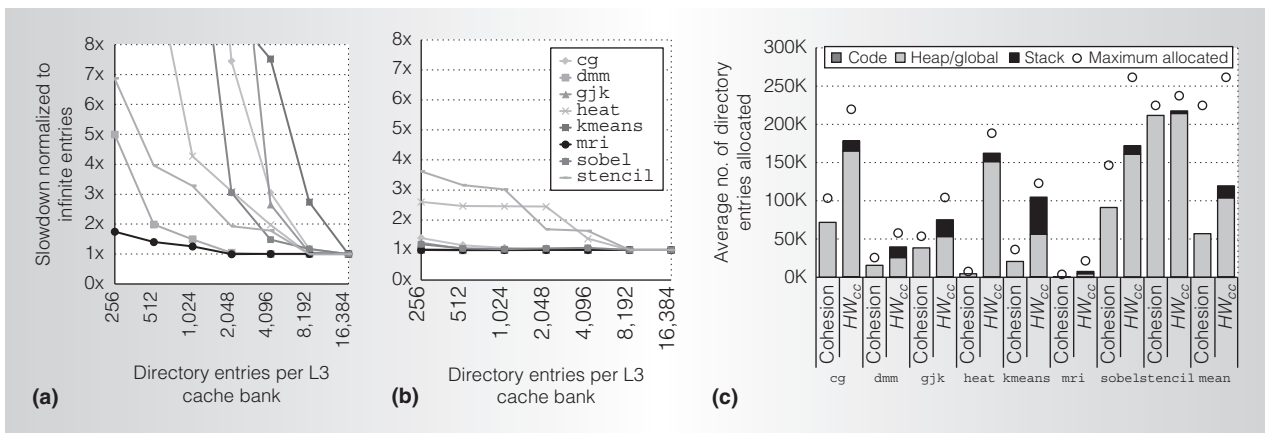 8x
7x
6x
5x
4x
3x
2x
1x
0x
Slowdown normalized to
infinite entries
256
512
1,024
2,048
4,096
8,192
16,384
Directory entries per L3
cache bank
(a)
8x
7x
6x
5x
4x
3x
2x
1x
0x
cg
dmm
gjk
heat
kmeans
mri
sobel
stencil
256
512
1,024
2,048
4,096
8,192
16,384
Directory entries per L3
cache bank
(b)
300K
250K
200K
150K
100K
50K
0K
Average no. of directory
entries allocated
Code Heap/global Stack Maximum allocated
Cohesion HWcc Cohesion HWcc Cohesion HWcc Cohesion HWcc Cohesion HWcc Cohesion HWcc Cohesion HWcc Cohesion HWcc Cohesion HWcc
cg dmm gjk heat kmeans mri sobel stencil mean
(c)